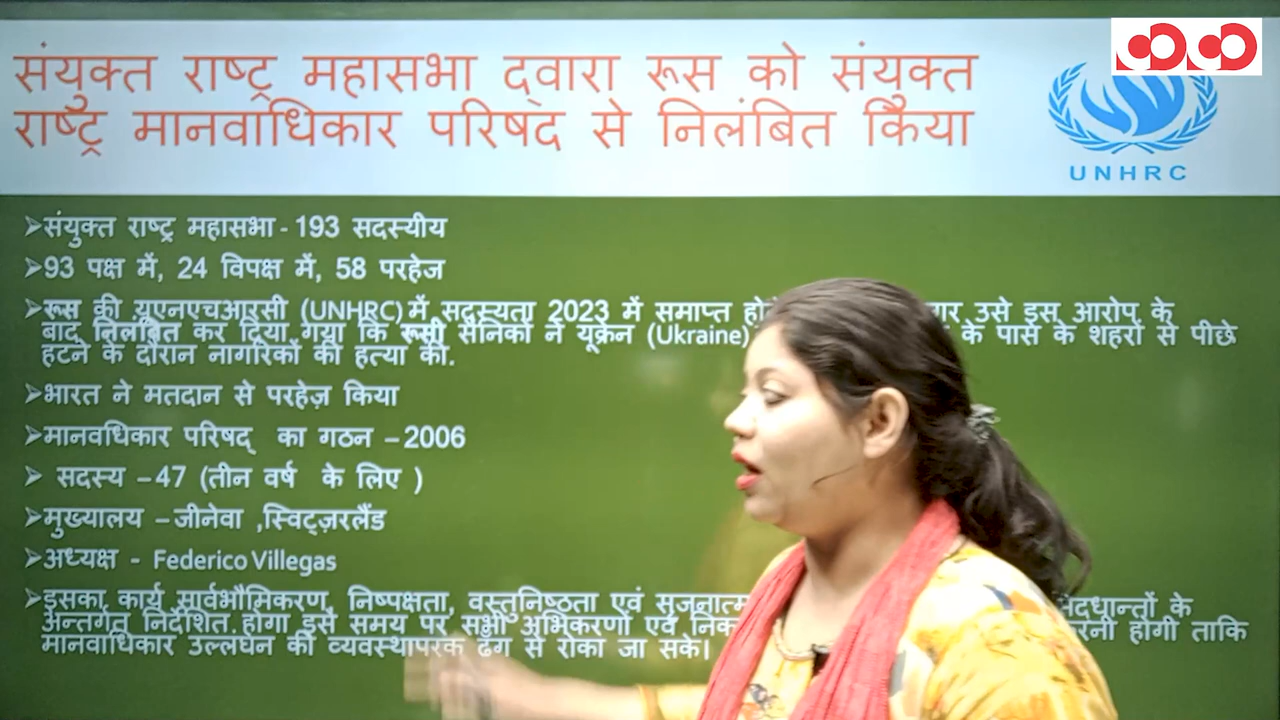 संयुक्त राष्ट्र महासभा द्वारा रूस को संयुक्त
राष्ट्र मानवाधिकार परिषद से निलंबित किया
UNHRC
➢संयुक्त राष्ट्र महासभा - 193 सदस्यीय
➢93 पक्ष में, 24 विपक्ष में, 58 परहेज
➢रूस की यूएनएचआरसी (UNHRC) में सदस्यता 2023 में समाप्त उसे इस आरोप के
बाद निलंबित कर दिया गया कि रूसी सैनिकों ने यूक्रेन (Ukraine) के पास के शहरों से पीछे
हटने के दौरान नागरिकों की हत्या की.
➢भारत ने मतदान से परहेज़ किया
➢मानवधिकार परिषद् का गठन – 2006
➢ सदस्य – 47 (तीन वर्ष के लिए )
➢मुख्यालय – जीनेवा ,स्विट्ज़रलैंड
➢अध्यक्ष - Federico Villegas
➢इसका कार्य सार्वभौमिकरण, निष्पक्षता, वस्तुनिष्ठता एवं के
अन्तर्गत निर्देशित होगा इसे समय पर सभी अभिकरणों एवं होगी ताकि
मानवाधिकार उल्लंघन को व्यवस्थापरक ढंग से रोका जा सके।